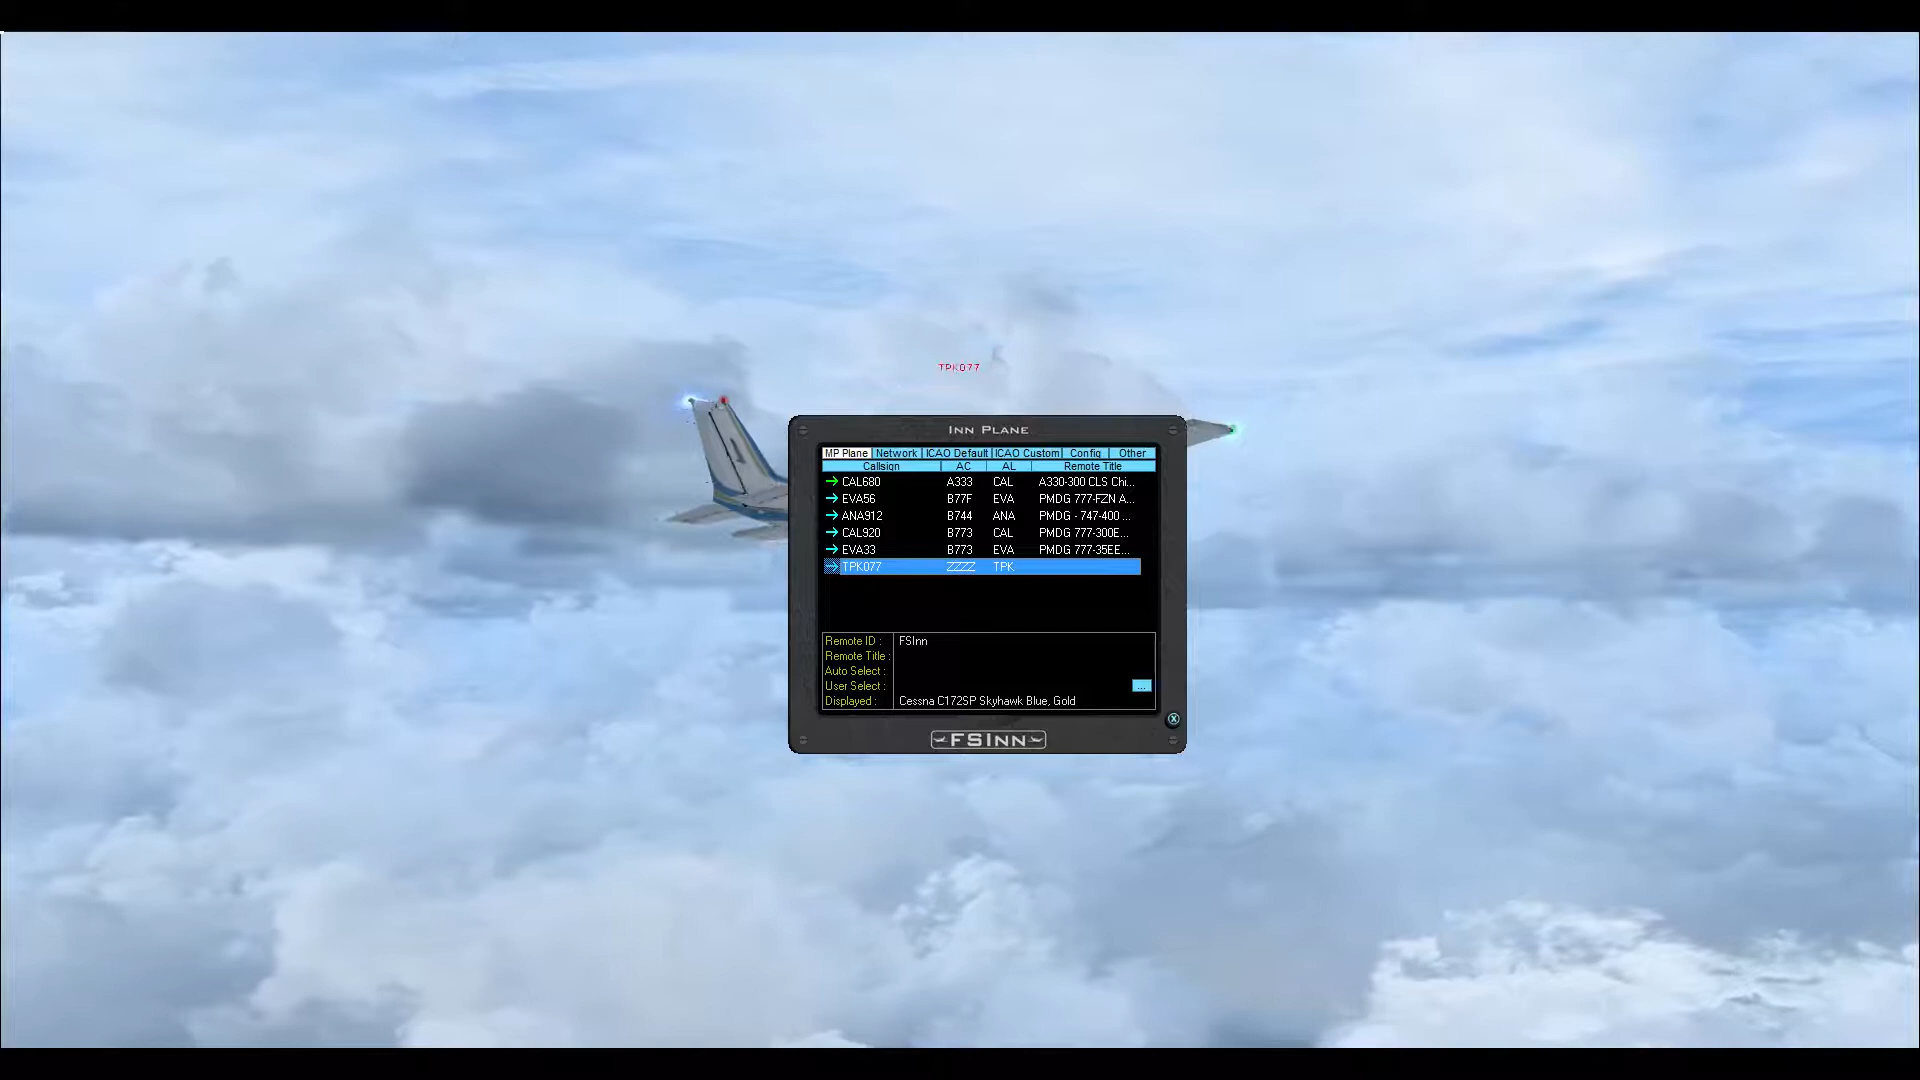 TPK077
INN PLANE
MP Plane Network ICAO Default ICAO Custom Config Other
Callsign AC AL Remote Title
CAL680 A333 CAL A330-300 CLS Chi...
EVA56 B77F EVA PMDG 777-FZN A...
ANA912 B744 ANA PMDG - 747-400 ...
CAL920 B773 CAL PMDG 777-300E...
EVA33 B773 EVA PMDG 777-35EE...
TPK077 ZZZZ TPK
Remote ID : FSInn
Remote Title :
Auto Select :
User Select : ...
Displayed : Cessna C172SP Skyhawk Blue, Gold
X
FSINN